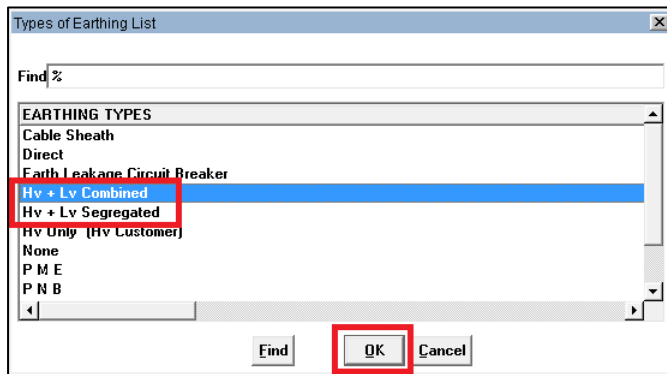 Types of Earthing List
Find %
EARTHING TYPES
Cable Sheath
Direct
Earth Leakage Circuit Breaker
Hv + Lv Combined
Hv + Lv Segregated
Hv Only (Hv Customer)
None
P M E
P N B
Find OK Cancel